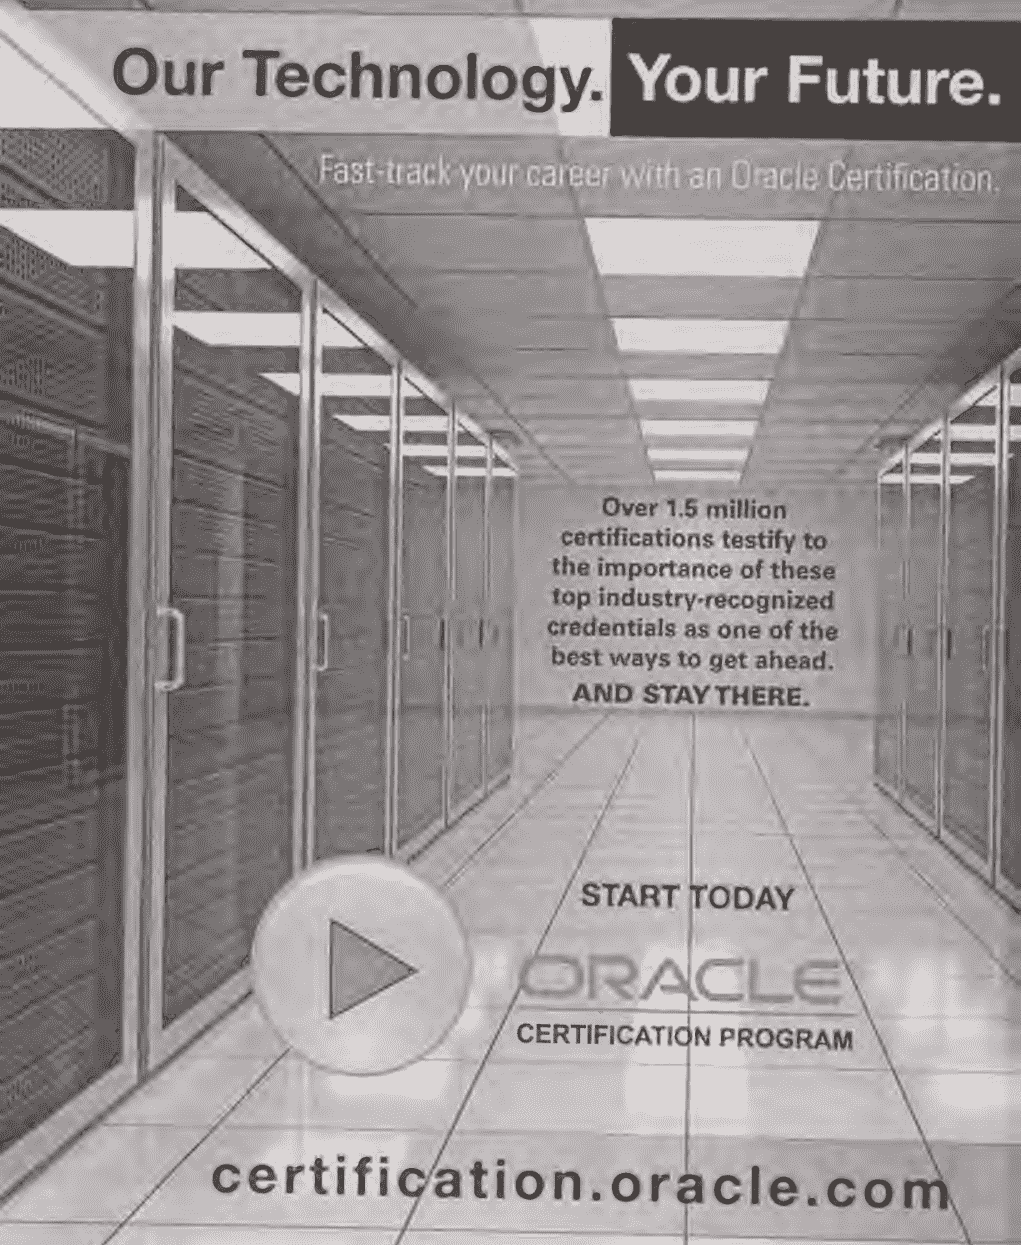 Our Technology. Your Future.
Fast-track your career with an Oracle Certification.
Over 1.5 million
certifications testify to
the importance of these
top industry-recognized
credentials as one of the
best ways to get ahead.
AND STAY THERE.
START TODAY
ORACLE
CERTIFICATION PROGRAM
certification.oracle.com